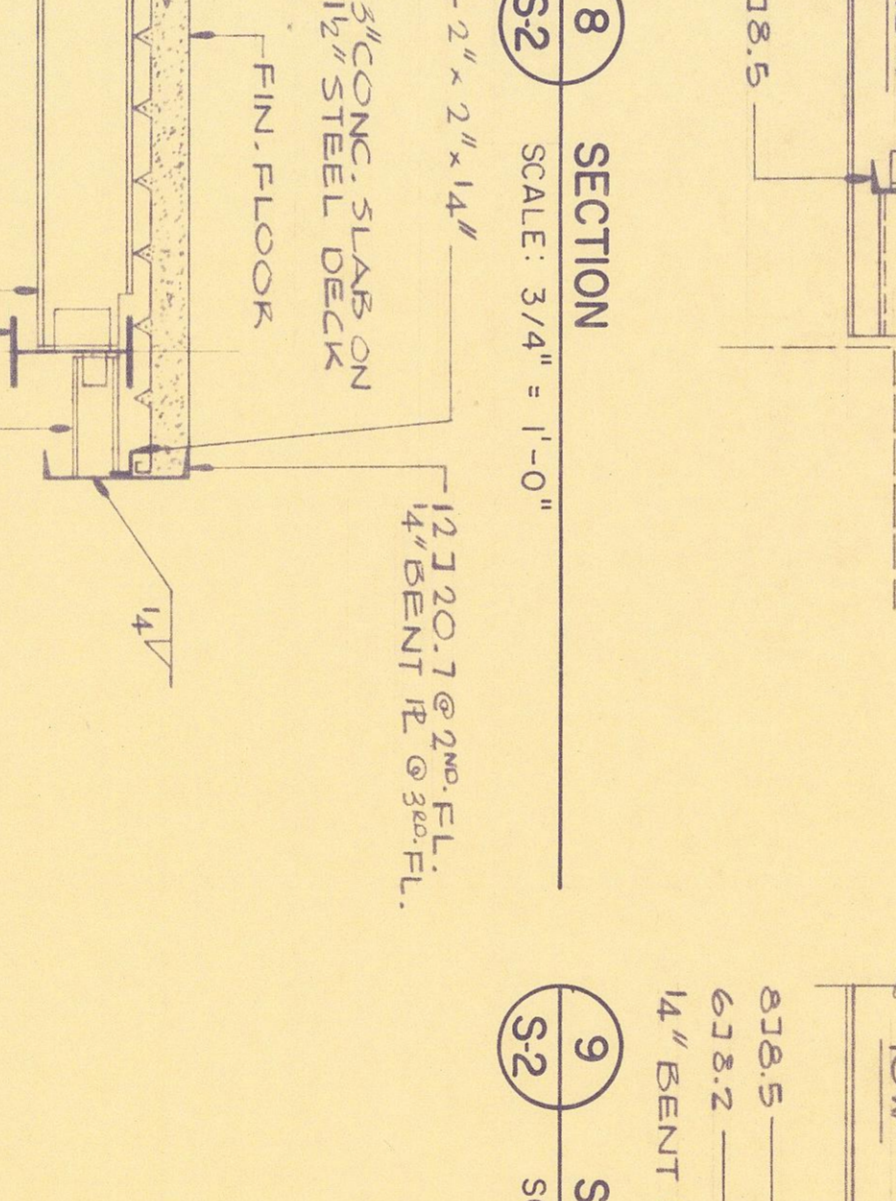 ]8.5
8
S-2
SECTION
SCALE: 3/4" = 1'-0"
2" x 2" x 1/4"
3" CONC. SLAB ON
1 1/2" STEEL DECK
FIN. FLOOR
12 ] 20.7 @ 2ND. FL.
1/4" BENT PL @ 3RD. FL.
1/4
8]8.5
6]8.2
1/4" BENT
9
S-2
S